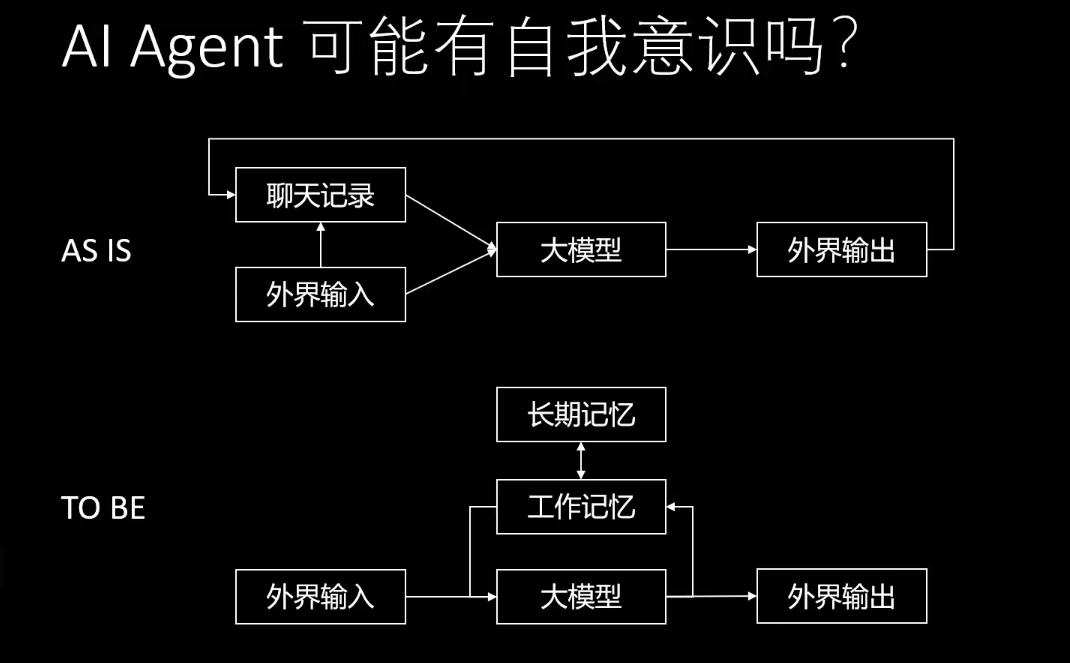 AI Agent 可能有自我意识吗？
AS IS
聊天记录
外界输入
大模型
外界输出
TO BE
长期记忆
工作记忆
外界输入
大模型
外界输出